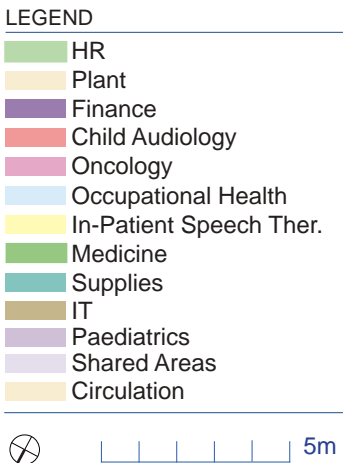 LEGEND
HR
Plant
Finance
Child Audiology
Oncology
Occupational Health
In-Patient Speech Ther.
Medicine
Supplies
IT
Paediatrics
Shared Areas
Circulation
5m